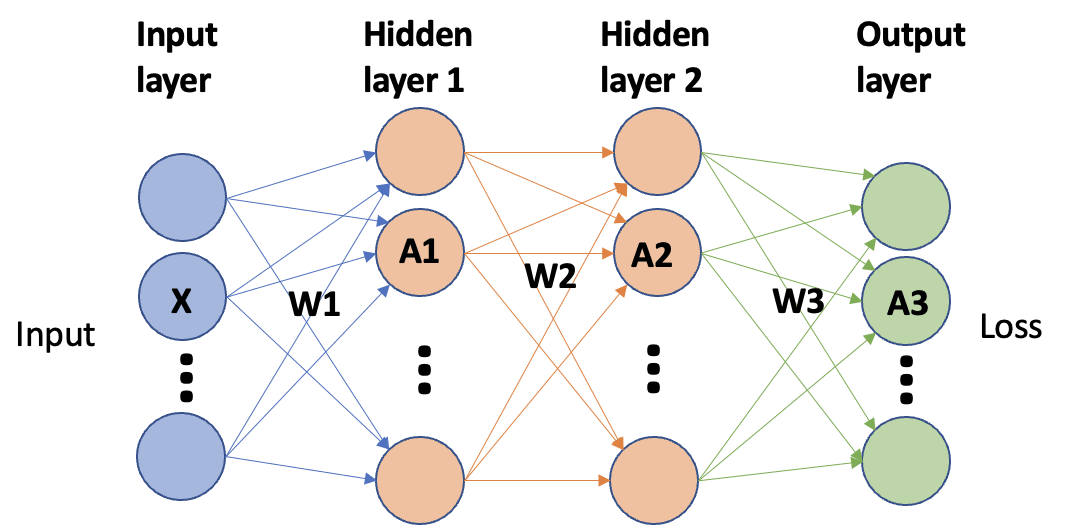 Input
layer
Hidden
layer 1
Hidden
layer 2
Output
layer
Input
X
W1
A1
W2
A2
W3
A3
Loss